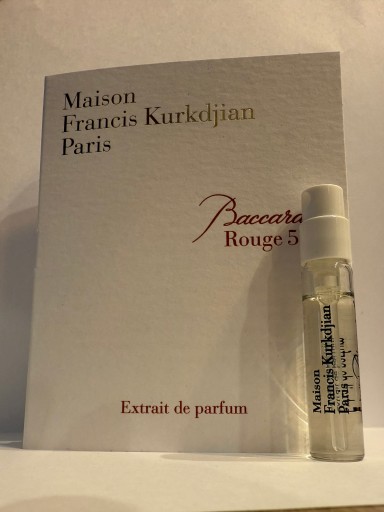 Maison
Francis Kurkdjian
Paris
Baccara
Rouge 5
Extrait de parfum
Maison
Francis Kurkdjian
Paris